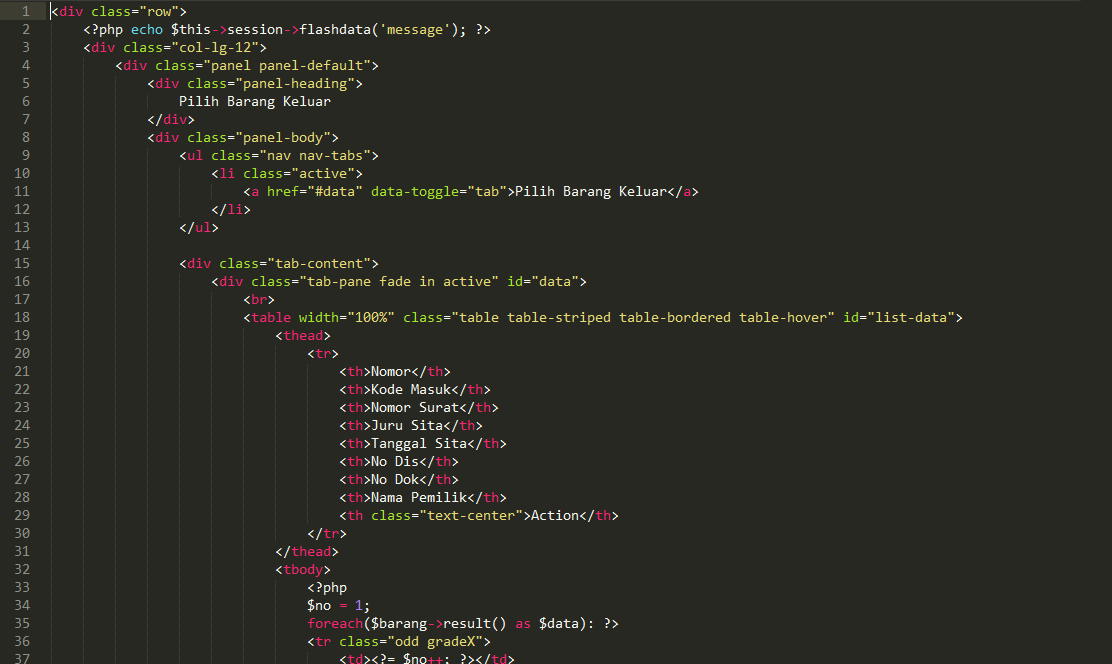 1 <div class="row">
2 <?php echo $this->session->flashdata('message'); ?>
3 <div class="col-lg-12">
4 <div class="panel panel-default">
5 <div class="panel-heading">
6 Pilih Barang Keluar
7 </div>
8 <div class="panel-body">
9 <ul class="nav nav-tabs">
10 <li class="active">
11 <a href="#data" data-toggle="tab">Pilih Barang Keluar</a>
12 </li>
13 </ul>
14
15 <div class="tab-content">
16 <div class="tab-pane fade in active" id="data">
17 <br>
18 <table width="100%" class="table table-striped table-bordered table-hover" id="list-data">
19 <thead>
20 <tr>
21 <th>Nomor</th>
22 <th>Kode Masuk</th>
23 <th>Nomor Surat</th>
24 <th>Juru Sita</th>
25 <th>Tanggal Sita</th>
26 <th>No Dis</th>
27 <th>No Dok</th>
28 <th>Nama Pemilik</th>
29 <th class="text-center">Action</th>
30 </tr>
31 </thead>
32 <tbody>
33 <?php
34 $no = 1;
35 foreach($barang->result() as $data): ?>
36 <tr class="odd gradeX">
37 <td><?= $no++; ?></td>